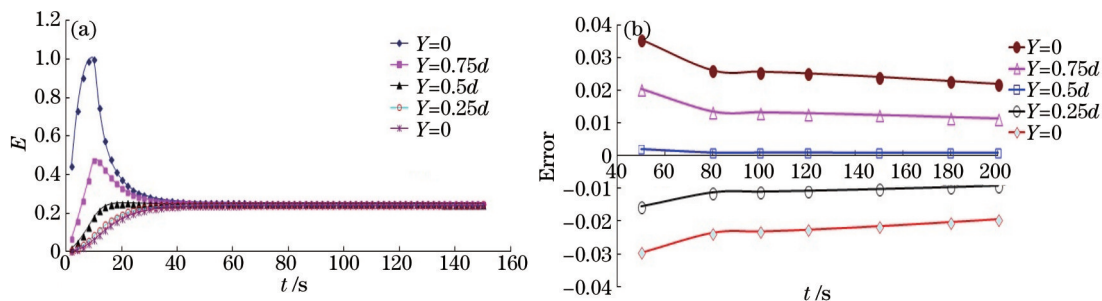 (a)
1.2
1.0
0.8
0.6
0.4
0.2
0
E
0 20 40 60 80 100 120 140 160
t /s
Y=0
Y=0.75d
Y=0.5d
Y=0.25d
Y=0
(b)
0.04
0.03
0.02
0.01
0
-0.01
-0.02
-0.03
-0.04
Error
40 60 80 100 120 140 160 180 200
t /s
Y=0
Y=0.75d
Y=0.5d
Y=0.25d
Y=0